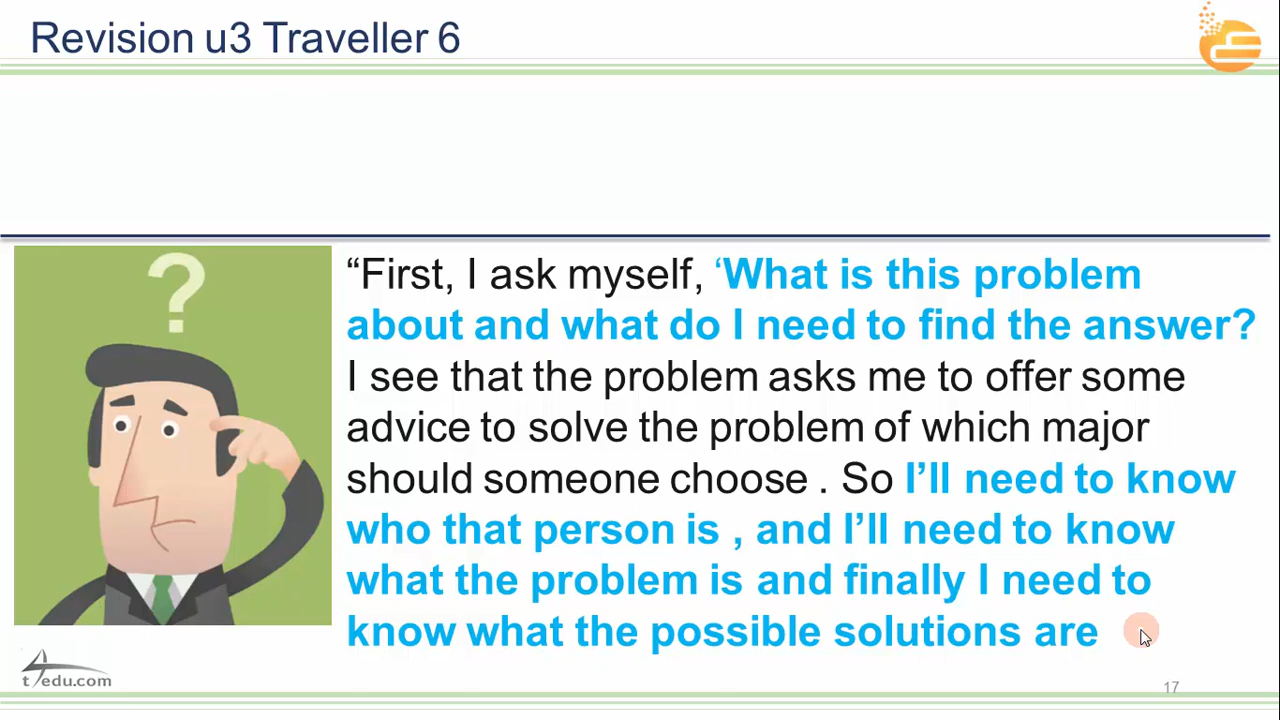 Revision u3 Traveller 6
?
“First, I ask myself, ‘What is this problem
about and what do I need to find the answer?
I see that the problem asks me to offer some
advice to solve the problem of which major
should someone choose . So I’ll need to know
who that person is , and I’ll need to know
what the problem is and finally I need to
know what the possible solutions are
t4edu.com
17